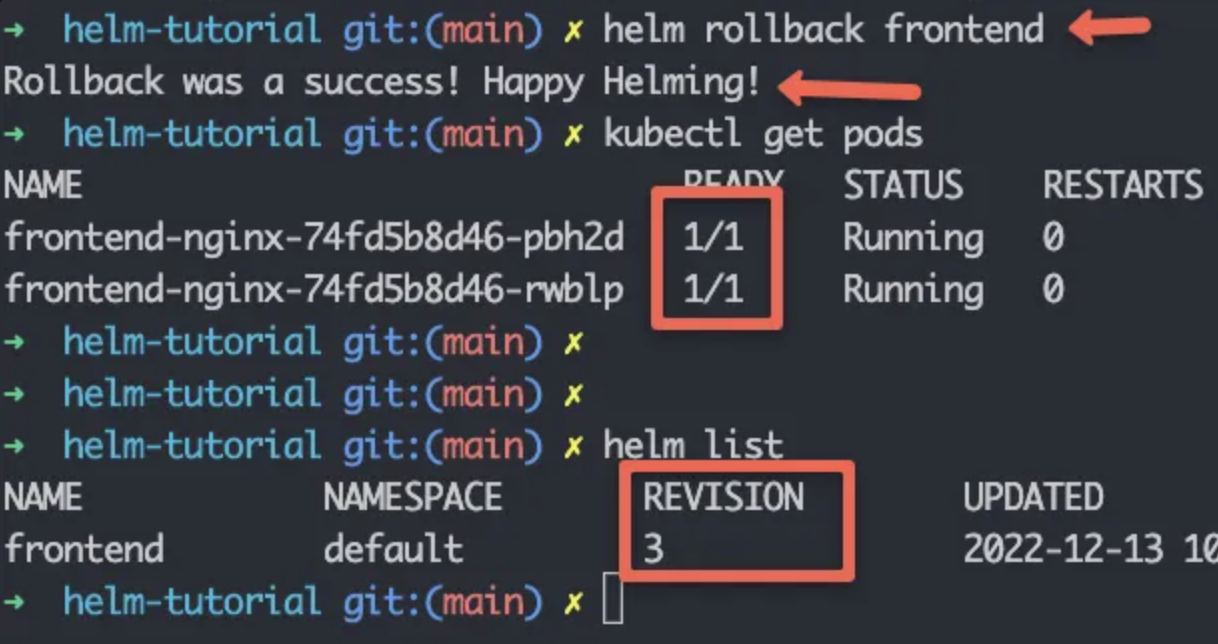 → helm-tutorial git:(main) ✗ helm rollback frontend
Rollback was a success! Happy Helming!
→ helm-tutorial git:(main) ✗ kubectl get pods
NAME READY STATUS RESTARTS
frontend-nginx-74fd5b8d46-pbh2d 1/1 Running 0
frontend-nginx-74fd5b8d46-rwblp 1/1 Running 0
→ helm-tutorial git:(main) ✗
→ helm-tutorial git:(main) ✗
→ helm-tutorial git:(main) ✗ helm list
NAME NAMESPACE REVISION UPDATED
frontend default 3 2022-12-13 10
→ helm-tutorial git:(main) ✗